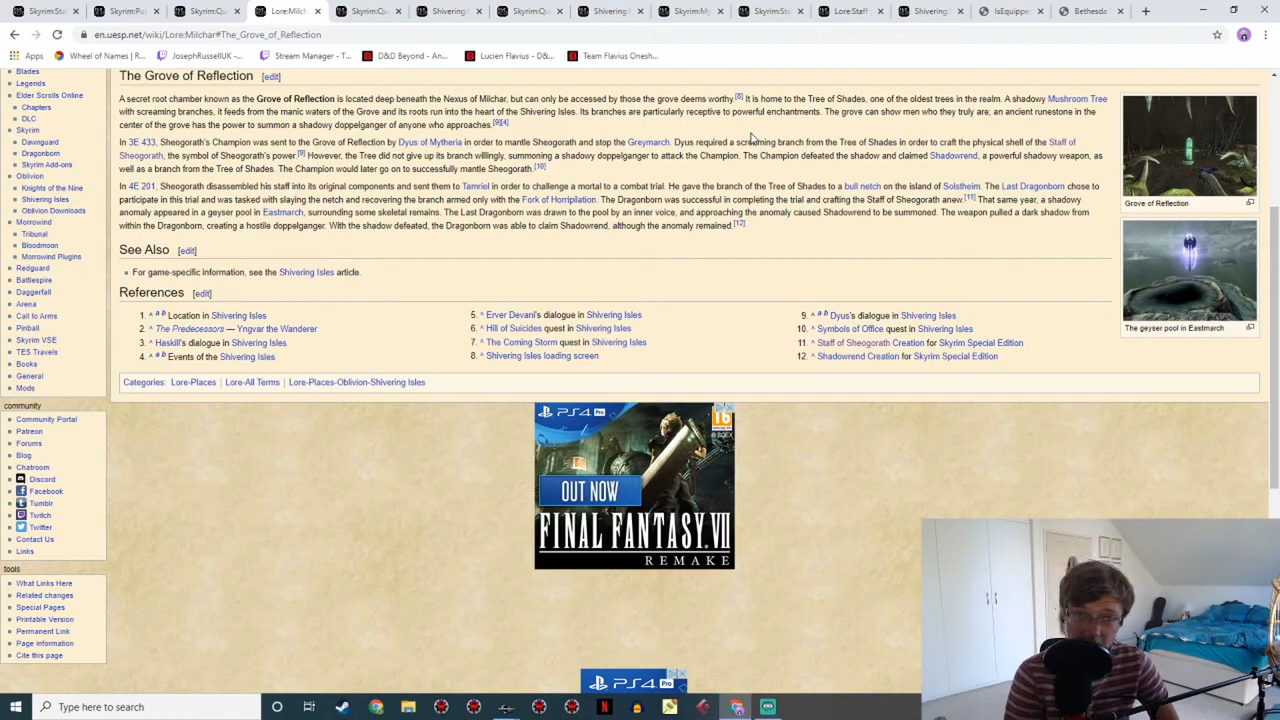 Skyrim:Sta
Skyrim:Put
Skyrim:Qu
Lore:Milchar
Skyrim:Qu
Shivering:
Skyrim:Qu
Shivering:
Skyrim:My
Skyrim:Sta
Lore:Staff
Shivering:
IsEquippe
Bethesda
en.uesp.net/wiki/Lore:Milchar#The_Grove_of_Reflection
Apps
Wheel of Names | R...
JosephRussellUK -...
Stream Manager - T...
D&D Beyond - An...
Lucien Flavius - D&...
Team Flavius Onesh...
Blades
Legends
Elder Scrolls Online
Chapters
DLC
Skyrim
Dawnguard
Dragonborn
Skyrim Add-ons
Oblivion
Knights of the Nine
Shivering Isles
Oblivion Downloads
Morrowind
Tribunal
Bloodmoon
Morrowind Plugins
Redguard
Battlespire
Daggerfall
Arena
Call to Arms
Pinball
Skyrim VSE
TES Travels
Books
General
Mods
community
Community Portal
Patreon
Forums
Blog
Chatroom
Discord
Facebook
Tumblr
Twitch
Twitter
Contact Us
Links
tools
What Links Here
Related changes
Special Pages
Printable Version
Permanent Link
Page information
Cite this page
The Grove of Reflection [edit]
A secret root chamber known as the Grove of Reflection is located deep beneath the Nexus of Milchar, but can only be accessed by those the grove deems worthy.[8] It is home to the Tree of Shades, one of the oldest trees in the realm. A shadowy Mushroom Tree
with screaming branches, it feeds from the manic waters of the Grove and its roots run into the heart of the Shivering Isles. Its branches are particularly receptive to powerful enchantments. The grove can show men who they truly are; an ancient runestone in the
center of the grove has the power to summon a shadowy doppelganger of anyone who approaches.[9][4]
In 3E 433, Sheogorath's Champion was sent to the Grove of Reflection by Dyus of Mytheria in order to mantle Sheogorath and stop the Greymarch. Dyus required a screaming branch from the Tree of Shades in order to craft the physical shell of the Staff of
Sheogorath, the symbol of Sheogorath's power.[9] However, the Tree did not give up its branch willingly, summoning a shadowy doppelganger to attack the Champion. The Champion defeated the shadow and claimed Shadowrend, a powerful shadowy weapon, as
well as a branch from the Tree of Shades. The Champion would later go on to successfully mantle Sheogorath.[10]
In 4E 201, Sheogorath disassembled his staff into its original components and sent them to Tamriel in order to challenge a mortal to a combat trial. He gave the branch of the Tree of Shades to a bull netch on the island of Solstheim. The Last Dragonborn chose to
participate in this trial and was tasked with slaying the netch and recovering the branch armed only with the Fork of Horripilation. The Dragonborn was successful in completing the trial and crafting the Staff of Sheogorath anew.[11] That same year, a shadowy
anomaly appeared in a geyser pool in Eastmarch, surrounding some skeletal remains. The Last Dragonborn was drawn to the pool by an inner voice, and approaching the anomaly caused Shadowrend to be summoned. The weapon pulled a dark shadow from
within the Dragonborn, creating a hostile doppelganger. With the shadow defeated, the Dragonborn was able to claim Shadowrend, although the anomaly remained.[12]
Grove of Reflection
The geyser pool in Eastmarch
See Also [edit]
For game-specific information, see the Shivering Isles article.
References [edit]
1. ^ a b Location in Shivering Isles
2. ^ The Predecessors — Yngvar the Wanderer
3. ^ Haskill's dialogue in Shivering Isles
4. ^ a b Events of the Shivering Isles
5. ^ Erver Devani's dialogue in Shivering Isles
6. ^ Hill of Suicides quest in Shivering Isles
7. ^ The Coming Storm quest in Shivering Isles
8. ^ Shivering Isles loading screen
9. ^ a b Dyus's dialogue in Shivering Isles
10. ^ Symbols of Office quest in Shivering Isles
11. ^ Staff of Sheogorath Creation for Skyrim Special Edition
12. ^ Shadowrend Creation for Skyrim Special Edition
Categories: Lore-Places | Lore-All Terms | Lore-Places-Oblivion-Shivering Isles
PS4 Pro
16
OUT NOW
FINAL FANTASY VII
REMAKE
PS4 Pro
Type here to search